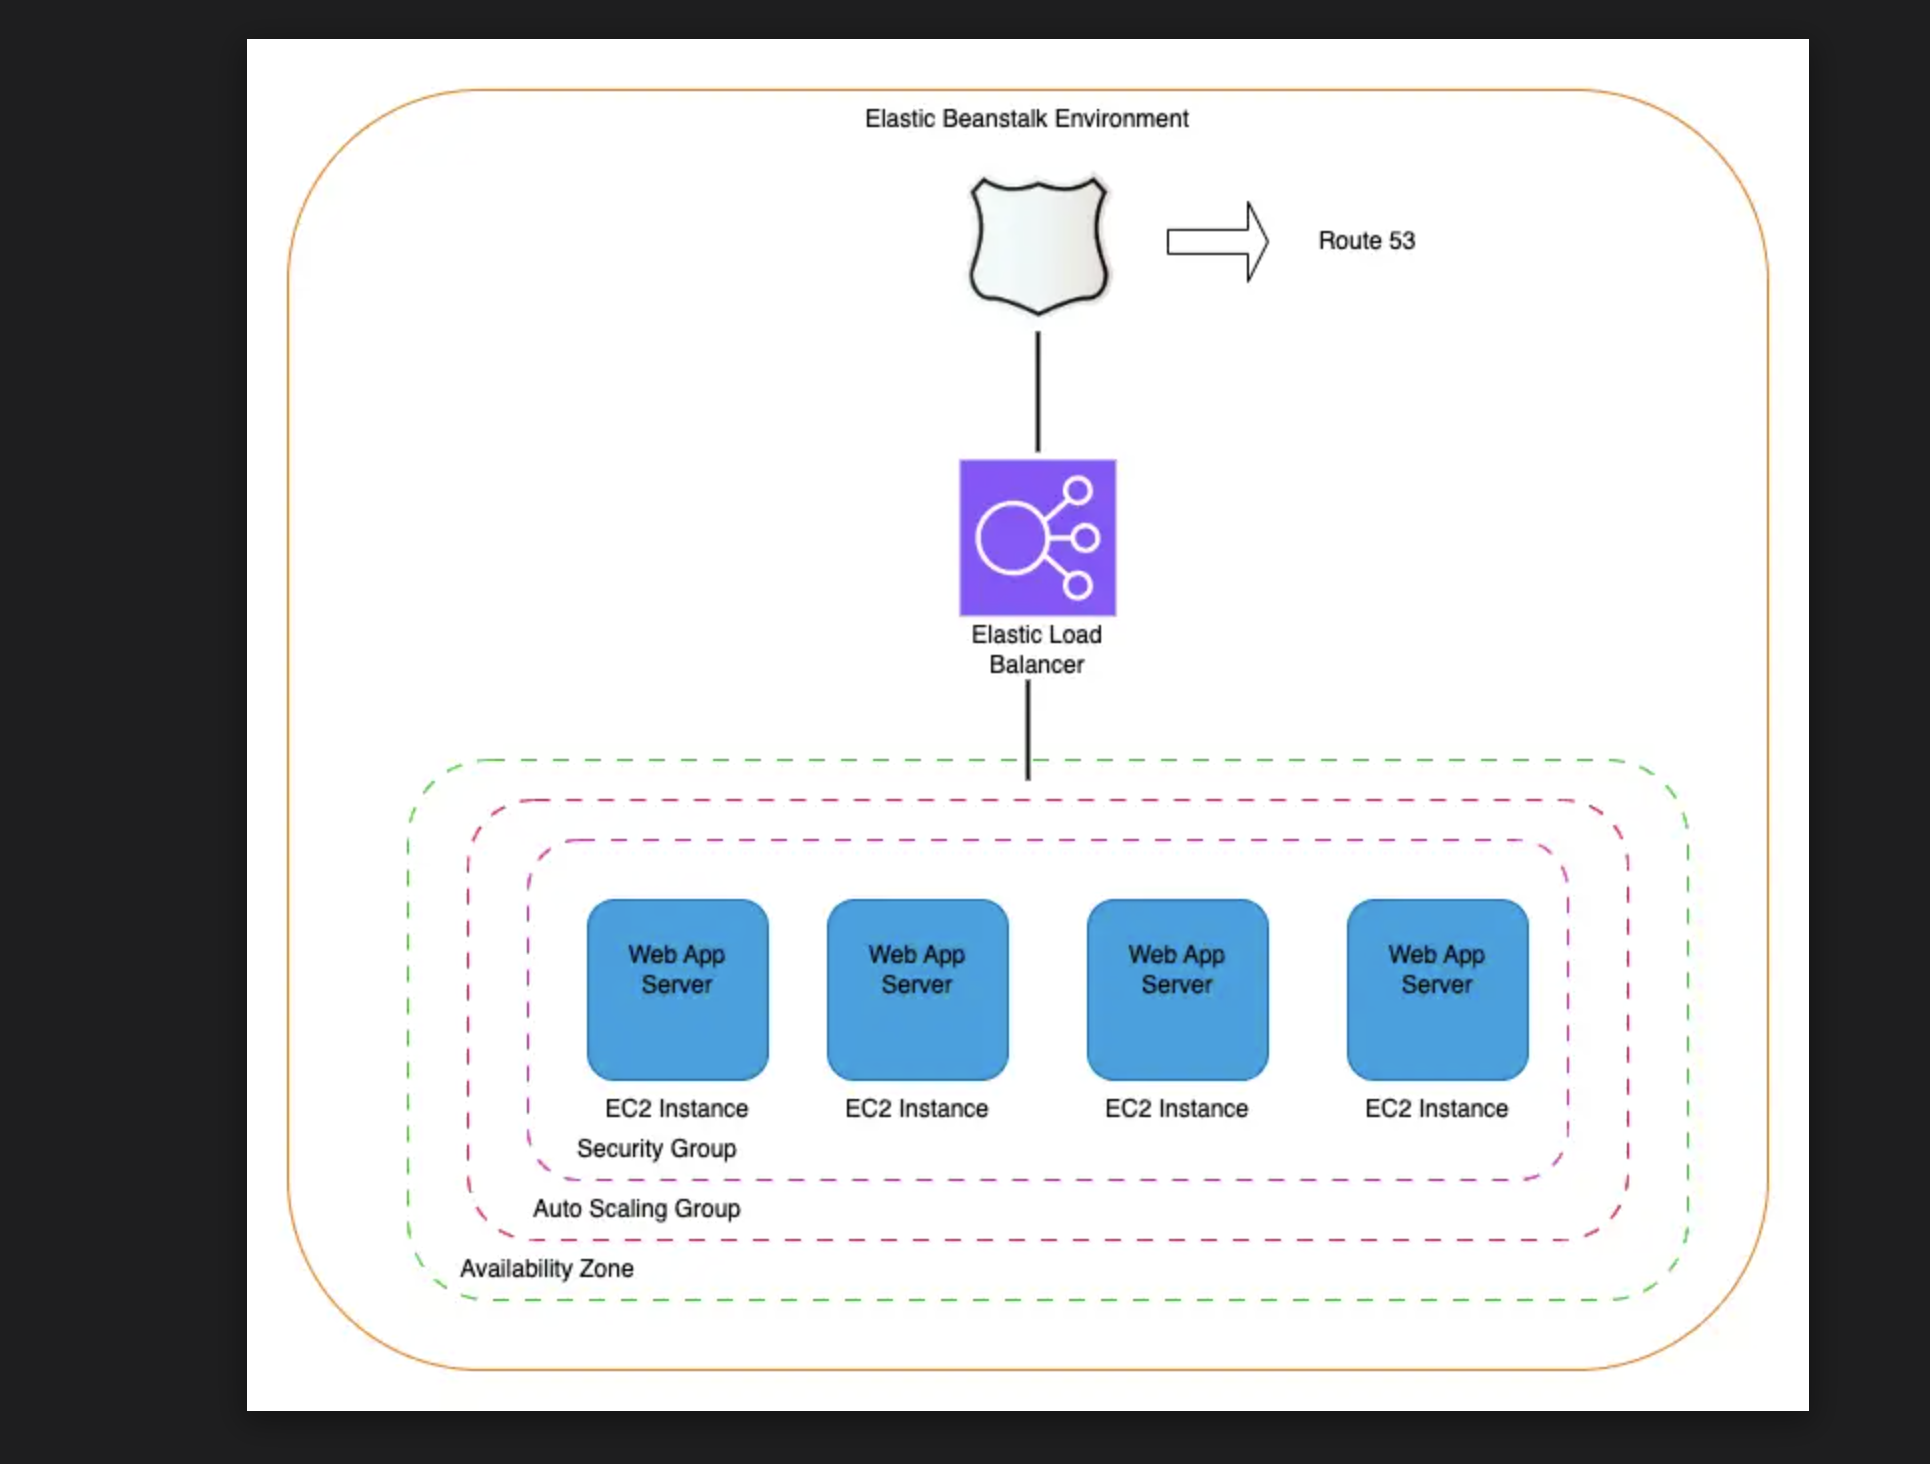 Elastic Beanstalk Environment
Route 53
Elastic Load
Balancer
Web App
Server
Web App
Server
Web App
Server
Web App
Server
EC2 Instance
EC2 Instance
EC2 Instance
EC2 Instance
Security Group
Auto Scaling Group
Availability Zone